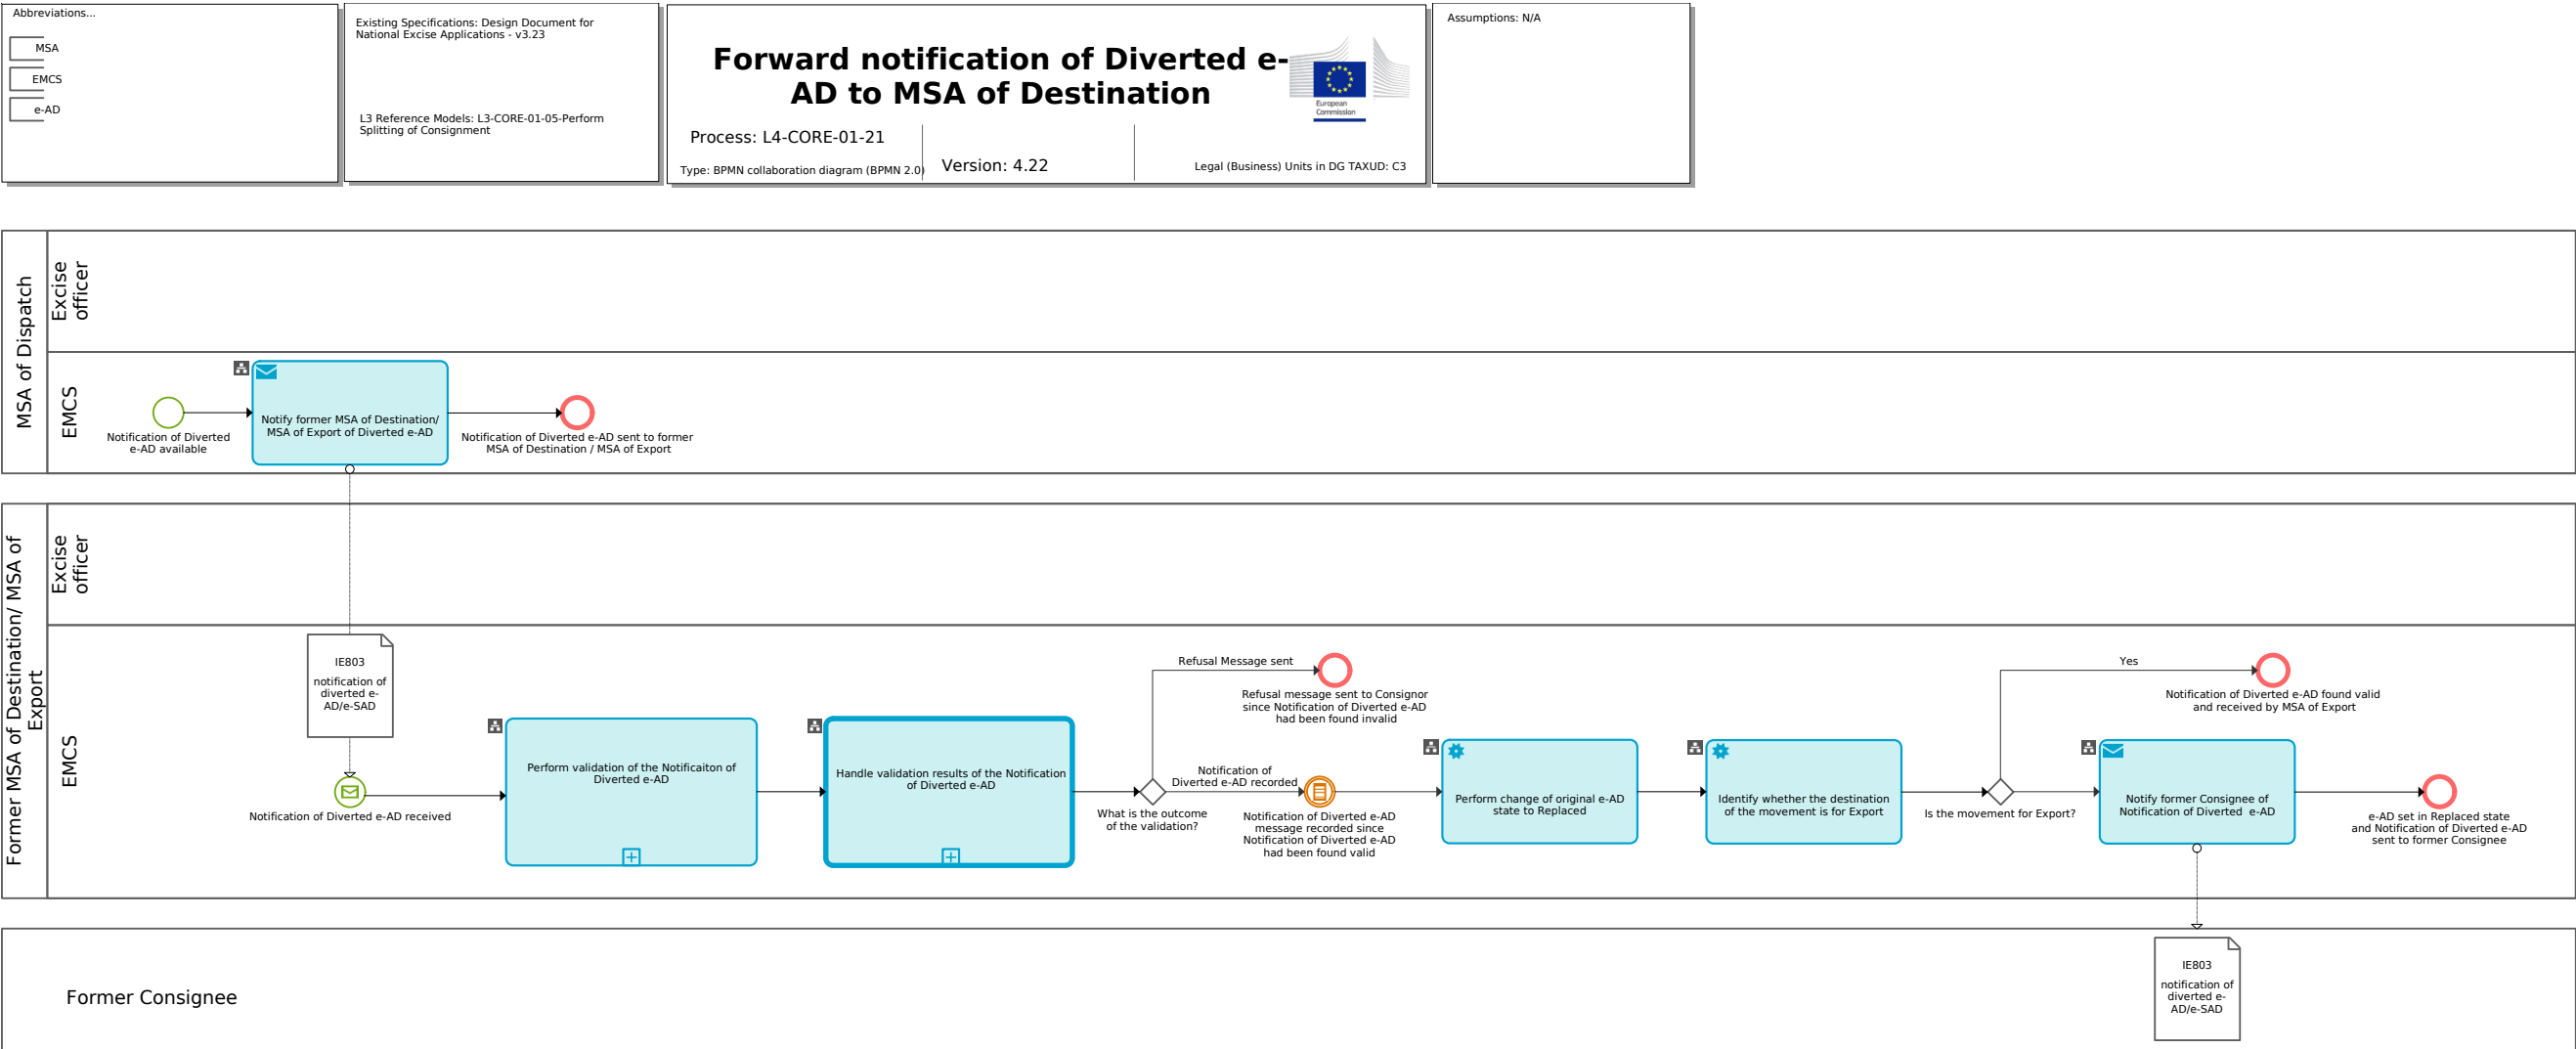 Abbreviations...
MSA
EMCS
e-AD
Existing Specifications: Design Document for
National Excise Applications - v3.23
L3 Reference Models: L3-CORE-01-05-Perform
Splitting of Consignment
Forward notification of Diverted e-
AD to MSA of Destination
European
Commission
Process: L4-CORE-01-21
Type: BPMN collaboration diagram (BPMN 2.0)
Version: 4.22
Legal (Business) Units in DG TAXUD: C3
Assumptions: N/A
MSA of Dispatch
Excise
officer
EMCS
Notification of Diverted
e-AD available
Notify former MSA of Destination/
MSA of Export of Diverted e-AD
Notification of Diverted e-AD sent to former
MSA of Destination / MSA of Export
Former MSA of Destination/ MSA of
Export
Excise
officer
EMCS
IE803
notification of
diverted e-
AD/e-SAD
Notification of Diverted e-AD received
Perform validation of the Notificaiton of
Diverted e-AD
Handle validation results of the Notification
of Diverted e-AD
What is the outcome
of the validation?
Refusal Message sent
Refusal message sent to Consignor
since Notification of Diverted e-AD
had been found invalid
Notification of
Diverted e-AD recorded
Notification of Diverted e-AD
message recorded since
Notification of Diverted e-AD
had been found valid
Perform change of original e-AD
state to Replaced
Identify whether the destination
of the movement is for Export
Is the movement for Export?
Yes
Notification of Diverted e-AD found valid
and received by MSA of Export
Notify former Consignee of
Notification of Diverted  e-AD
e-AD set in Replaced state
and Notification of Diverted e-AD
sent to former Consignee
Former Consignee
IE803
notification of
diverted e-
AD/e-SAD